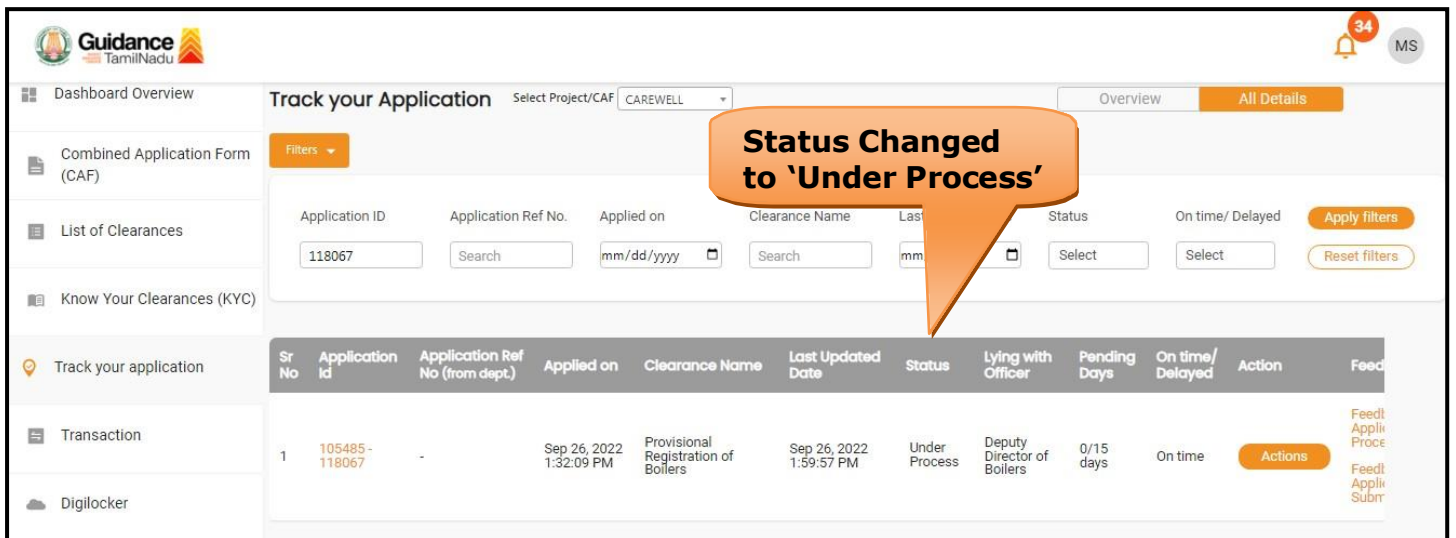 Guidance
TamilNadu
34
MS
Dashboard Overview
Combined Application Form
(CAF)
List of Clearances
Know Your Clearances (KYC)
Track your application
Transaction
Digilocker
Track your Application Select Project/CAF CAREWELL
Overview All Details
Filters
Status Changed
to ‘Under Process’
Application ID Application Ref No. Applied on Clearance Name Last Status On time/ Delayed Apply filters
118067 Search mm/dd/yyyy Search mm Select Select Reset filters
Sr No
Application Id
Application Ref No (from dept.)
Applied on
Clearance Name
Last Updated Date
Status
Lying with Officer
Pending Days
On time/ Delayed
Action
Feed
1
105485 -
118067
-
Sep 26, 2022
1:32:09 PM
Provisional
Registration of
Boilers
Sep 26, 2022
1:59:57 PM
Under
Process
Deputy
Director of
Boilers
0/15
days
On time
Actions